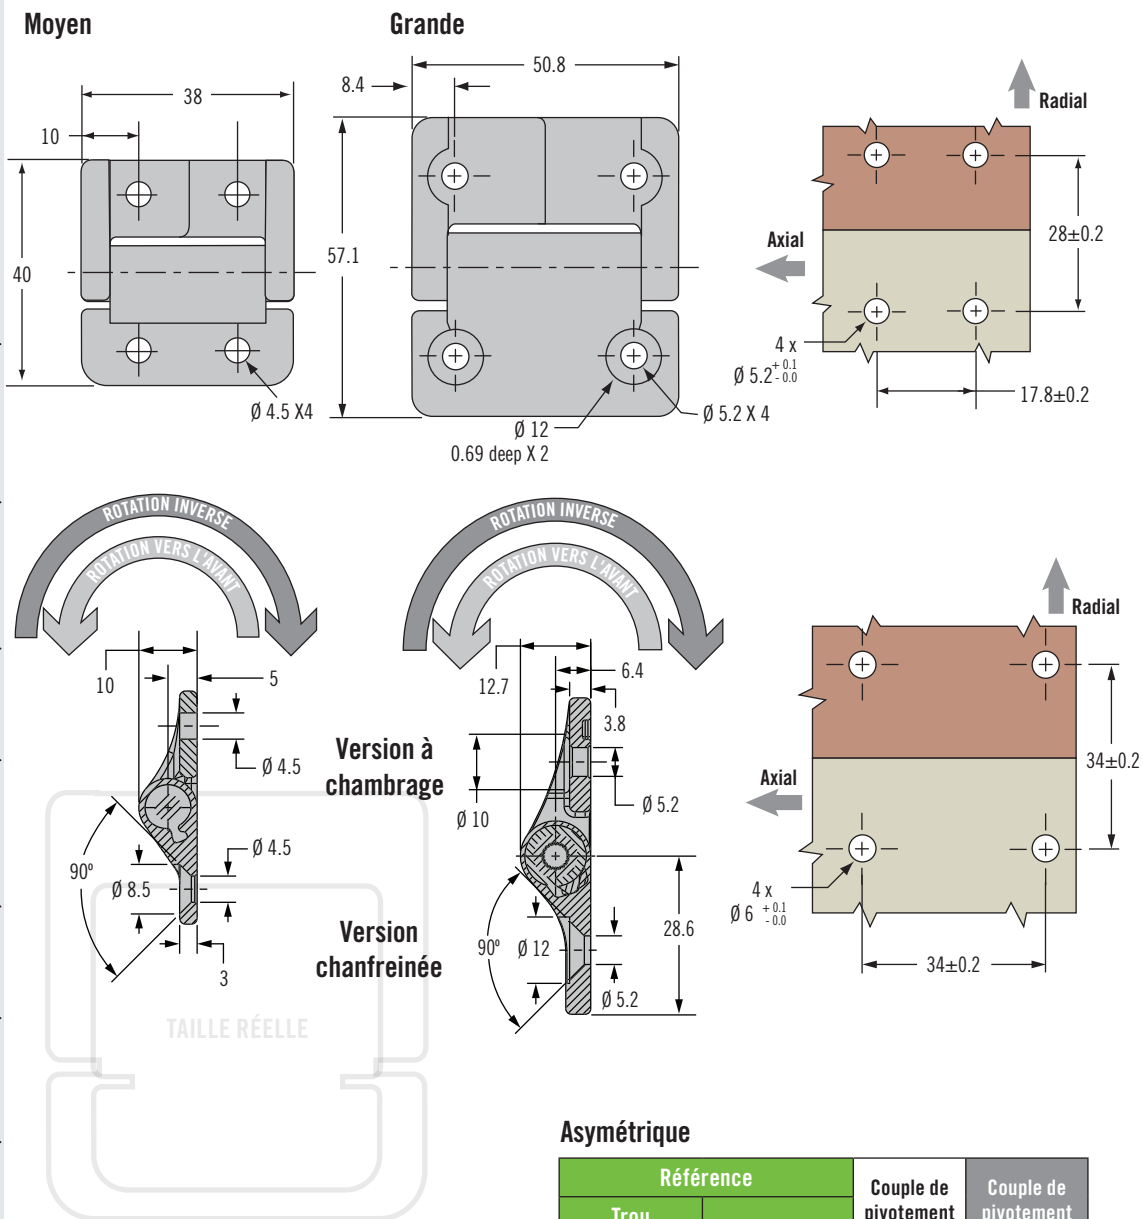 Moyen
Grande
38
10
40
Ø 4.5 X4
50.8
8.4
57.1
Ø 12
0.69 deep X 2
Ø 5.2 X 4
Radial
Axial
28±0.2
4 x
Ø 5.2 + 0.1 - 0.0
17.8±0.2
ROTATION INVERSE
ROTATION VERS L'AVANT
10
5
Ø 4.5
90º
Ø 8.5
Ø 4.5
3
ROTATION INVERSE
ROTATION VERS L'AVANT
12.7
6.4
3.8
Version à
chambrage
Ø 10
Ø 5.2
Version
chanfreinée
90º
Ø 12
28.6
Ø 5.2
Radial
Axial
34±0.2
4 x
Ø 6 + 0.1 - 0.0
34±0.2
TAILLE RÉELLE
Asymétrique
Référence
Trou
Couple de
pivotement
Couple de
pivotement